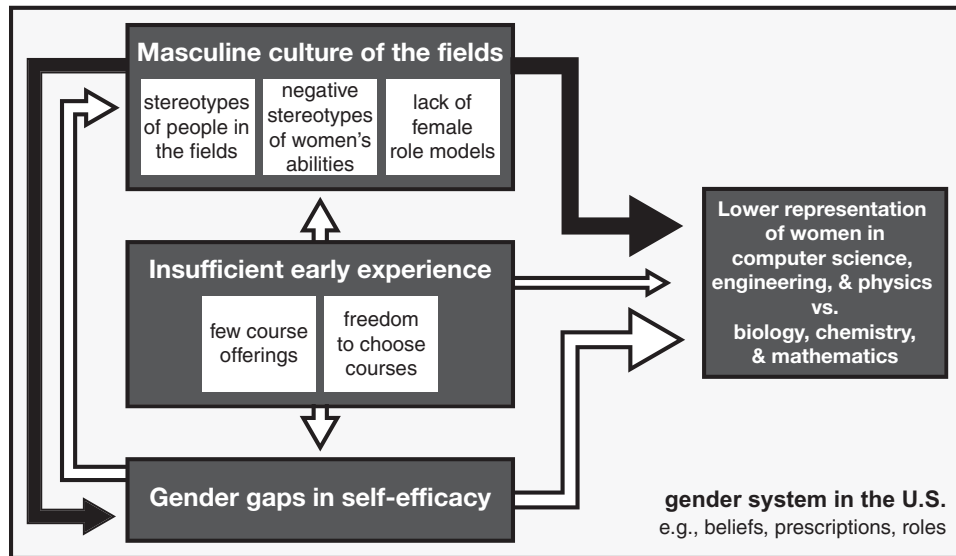 Masculine culture of the fields
stereotypes
of people in
the fields
negative
stereotypes
of women’s
abilities
lack of
female
role models
Insufficient early experience
few course
offerings
freedom
to choose
courses
Gender gaps in self-efficacy
Lower representation
of women in
computer science,
engineering, & physics
vs.
biology, chemistry,
& mathematics
gender system in the U.S.
e.g., beliefs, prescriptions, roles